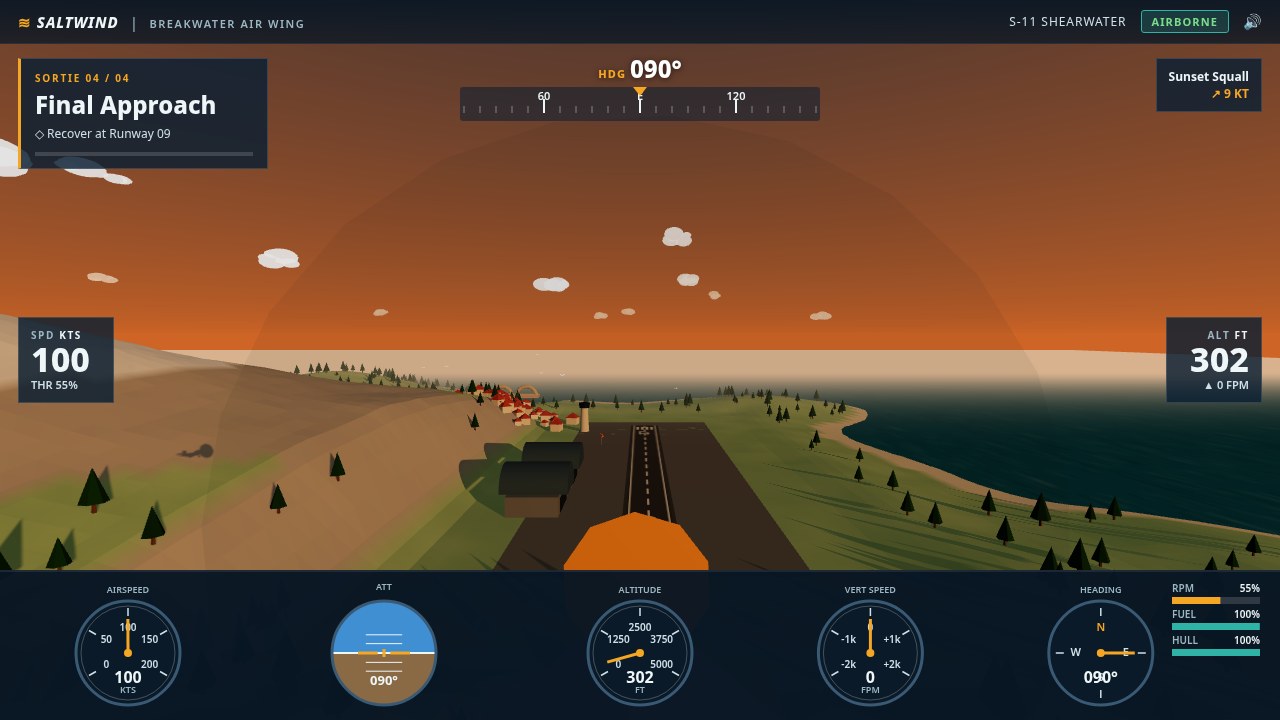 ≋ SALTWIND | BREAKWATER AIR WING
S-11 SHEARWATER
AIRBORNE
SORTIE 04 / 04
Final Approach
◇ Recover at Runway 09
HDG 090°
60 E 120
Sunset Squall
↗ 9 KT
SPD KTS
100
THR 55%
ALT FT
302
▲ 0 FPM
AIRSPEED
0 50 100 150 200
100
KTS
ATT
090°
ALTITUDE
0 1250 2500 3750 5000
302
FT
VERT SPEED
-2k -1k 0 +1k +2k
0
FPM
HEADING
N
W E
090°
RPM 55%
FUEL 100%
HULL 100%